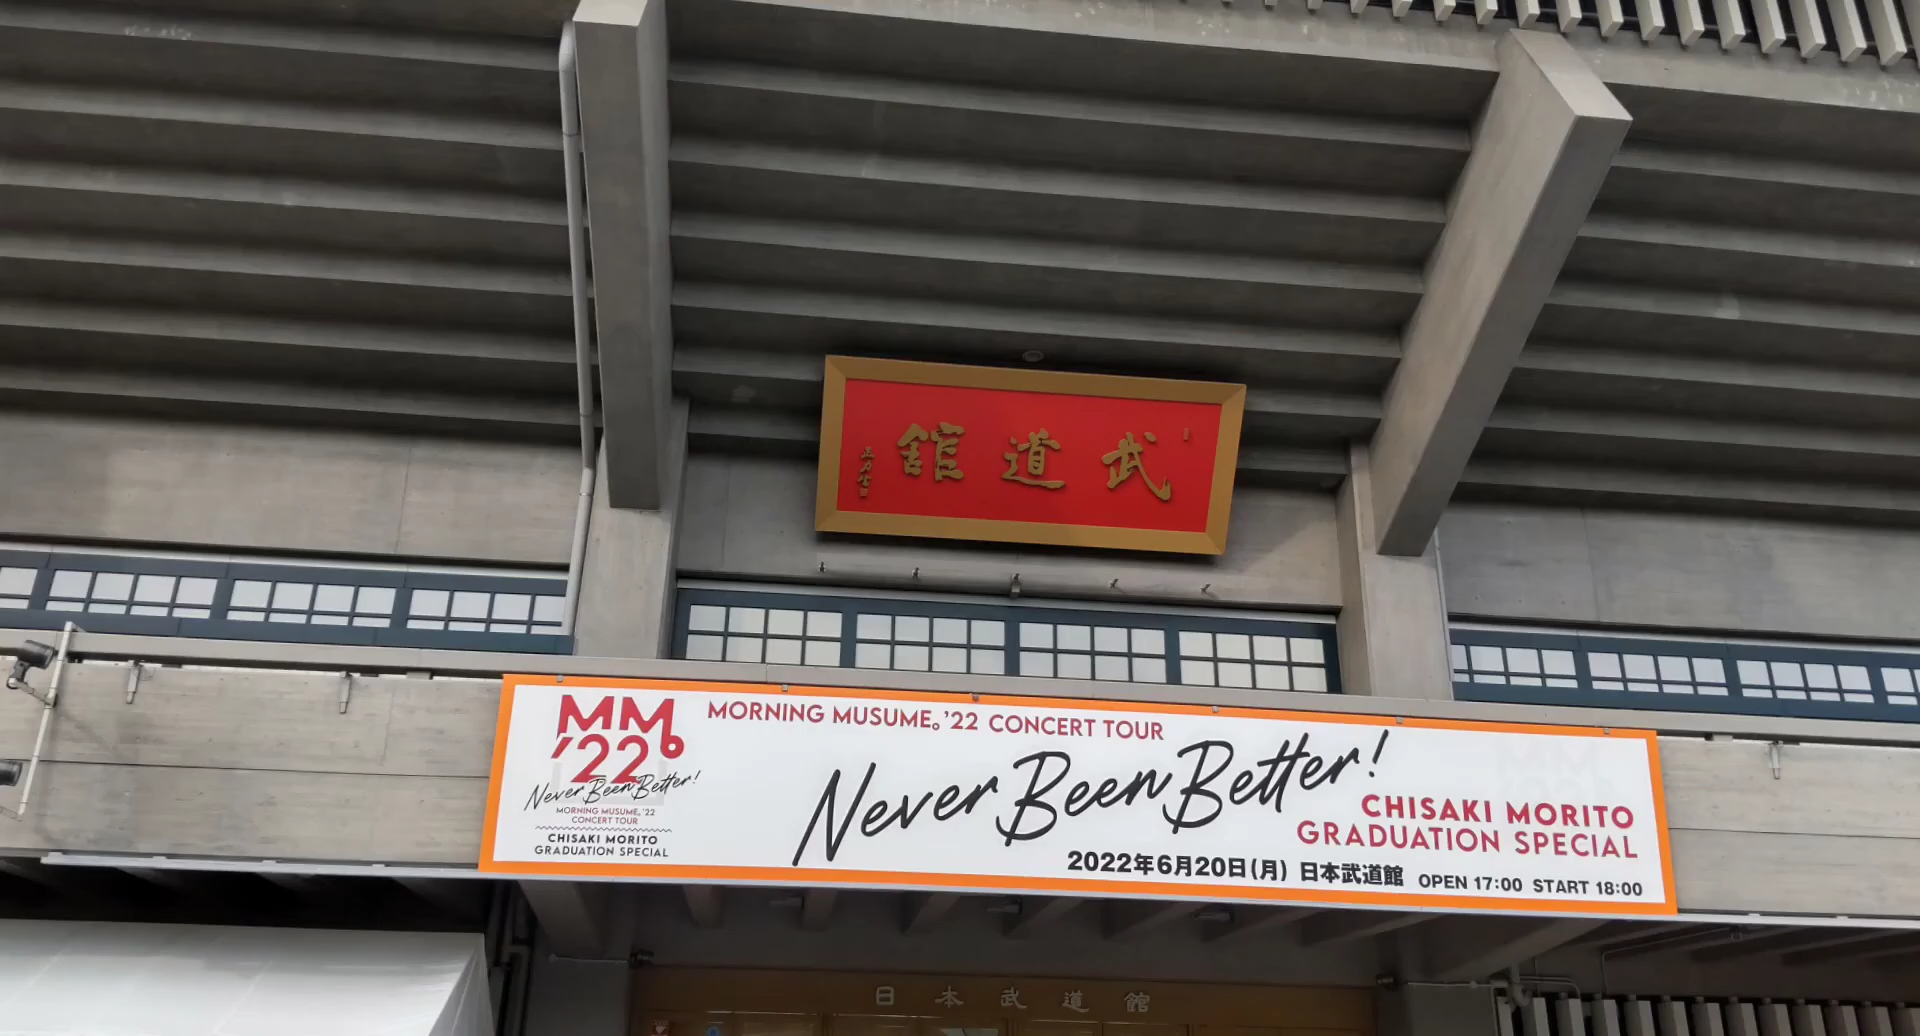 武道館
MM。
'22
Never Been Better!
MORNING MUSUME。'22
CONCERT TOUR
CHISAKI MORITO
GRADUATION SPECIAL
MORNING MUSUME。'22 CONCERT TOUR
Never Been Better!
CHISAKI MORITO
GRADUATION SPECIAL
2022年6月20日(月) 日本武道館 OPEN 17:00 START 18:00
日本武道館